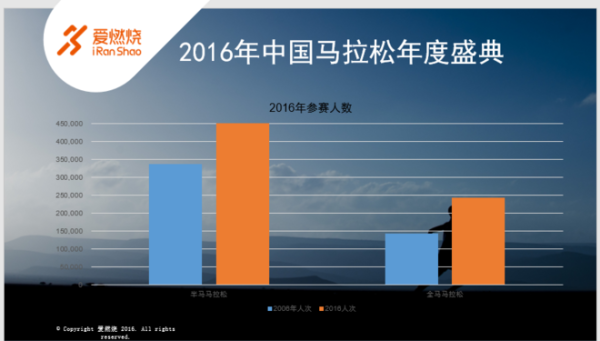 爱燃烧
iRanShao
2016年中国马拉松年度盛典
2016年参赛人数
450,000
400,000
350,000
300,000
250,000
200,000
150,000
100,000
50,000
0
半马马拉松
全马马拉松
2006年人次
2016人次
© Copyright 爱燃烧 2016. All rights
reserved.